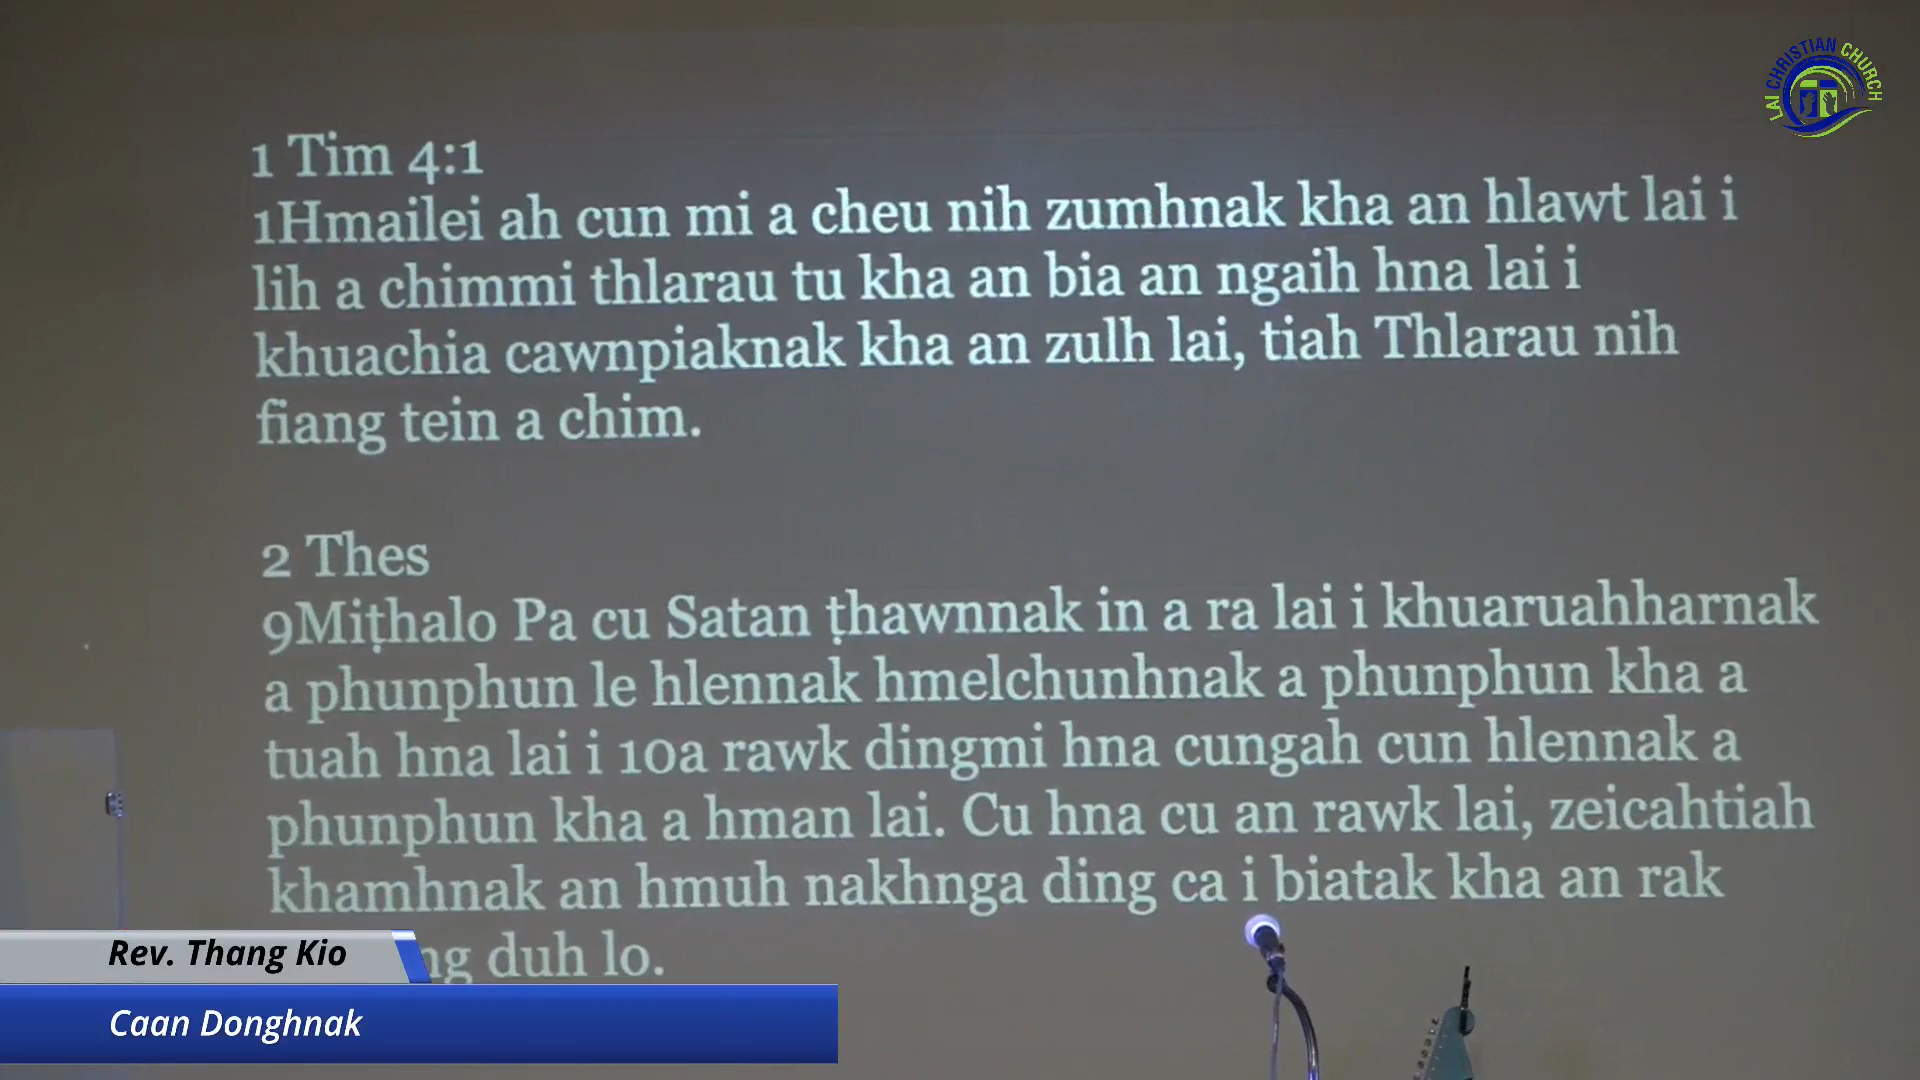 LAI CHRISTIAN CHURCH
1 Tim 4:1
1Hmailei ah cun mi a cheu nih zumhnak kha an hlawt lai i
lih a chimmi thlarau tu kha an bia an ngaih hna lai i
khuachia cawnpiaknak kha an zulh lai, tiah Thlarau nih
fiang tein a chim.
2 Thes
9Miṭhalo Pa cu Satan ṭhawnnak in a ra lai i khuaruahharnak
a phunphun le hlennak hmelchunhnak a phunphun kha a
tuah hna lai i 10a rawk dingmi hna cungah cun hlennak a
phunphun kha a hman lai. Cu hna cu an rawk lai, zeicahtiah
khamhnak an hmuh nakhnga ding ca i biatak kha an rak
duh lo.
Rev. Thang Kio
Caan Donghnak